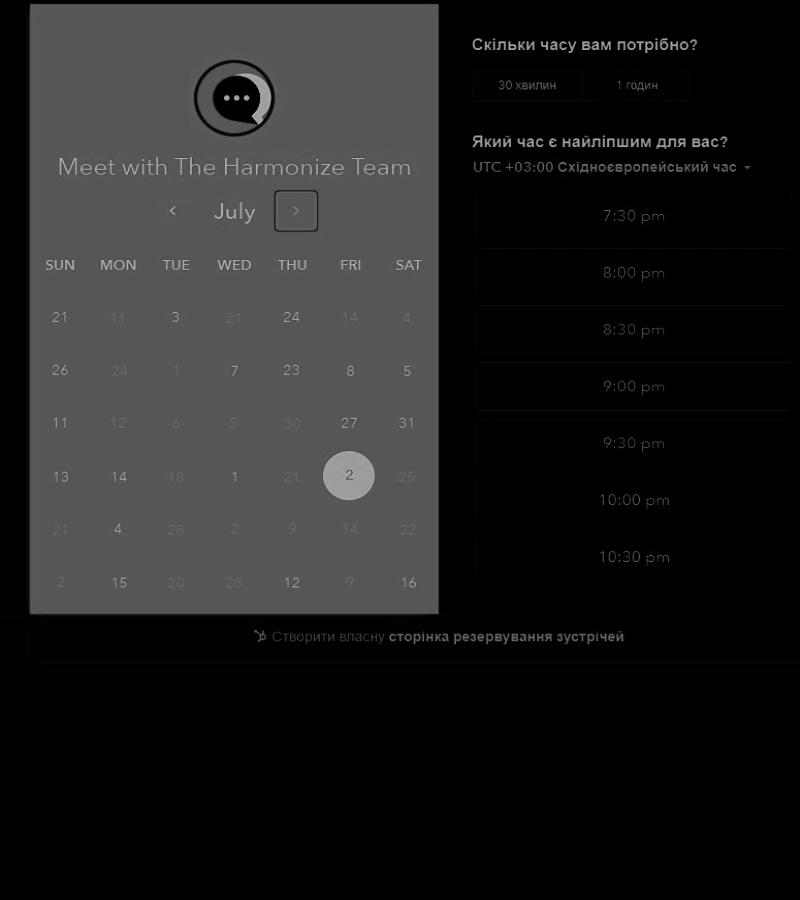 Meet with The Harmonize Team
July
SUN MON TUE WED THU FRI SAT
21 11 3 21 24 14 4
26 24 1 7 23 8 5
11 12 6 5 30 27 31
13 14 18 1 21 2 25
21 4 28 2 9 14 22
2 15 20 28 12 9 16
Скільки часу вам потрібно?
30 хвилин 1 годин
Який час є найліпшим для вас?
UTC +03:00 Східноєвропейський час
7:30 pm
8:00 pm
8:30 pm
9:00 pm
9:30 pm
10:00 pm
10:30 pm
Створити власну сторінка резервування зустрічей